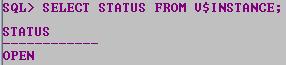 SQL> SELECT STATUS FROM V$INSTANCE;
STATUS
------------
OPEN